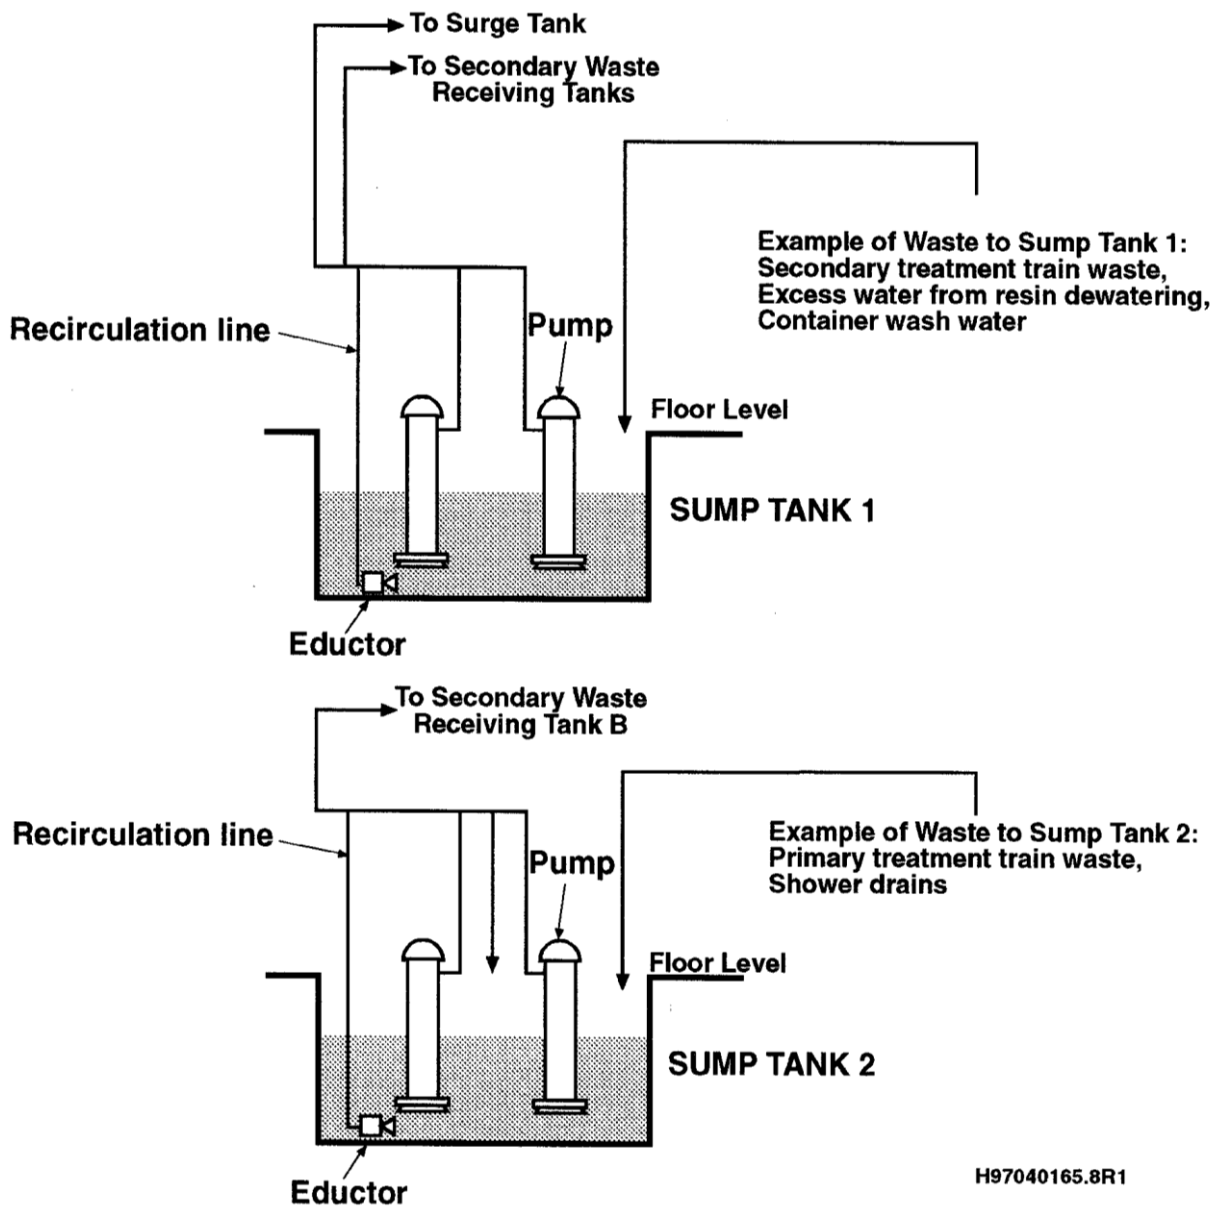 To Surge Tank
To Secondary Waste
Receiving Tanks
Example of Waste to Sump Tank 1:
Secondary treatment train waste,
Excess water from resin dewatering,
Container wash water
Recirculation line
Pump
Floor Level
SUMP TANK 1
Eductor
To Secondary Waste
Receiving Tank B
Recirculation line
Pump
Example of Waste to Sump Tank 2:
Primary treatment train waste,
Shower drains
Floor Level
SUMP TANK 2
Eductor
H97040165.8R1